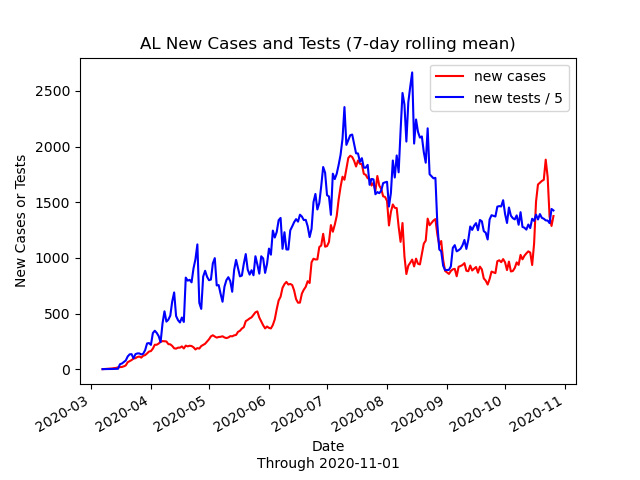 AL New Cases and Tests (7-day rolling mean)
new cases
new tests / 5
New Cases or Tests
2500
2000
1500
1000
500
0
2020-03
2020-04
2020-05
2020-06
2020-07
2020-08
2020-09
2020-10
2020-11
Date
Through 2020-11-01